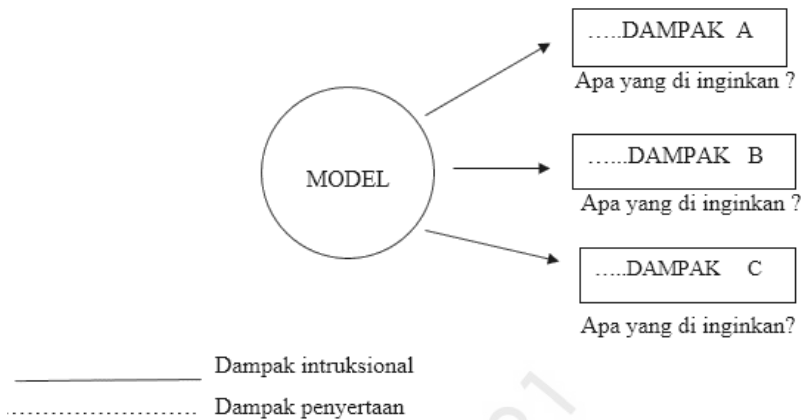 .....DAMPAK A
Apa yang di inginkan ?
MODEL
......DAMPAK B
Apa yang di inginkan ?
.....DAMPAK C
Apa yang di inginkan?
Dampak intruksional
Dampak penyertaan